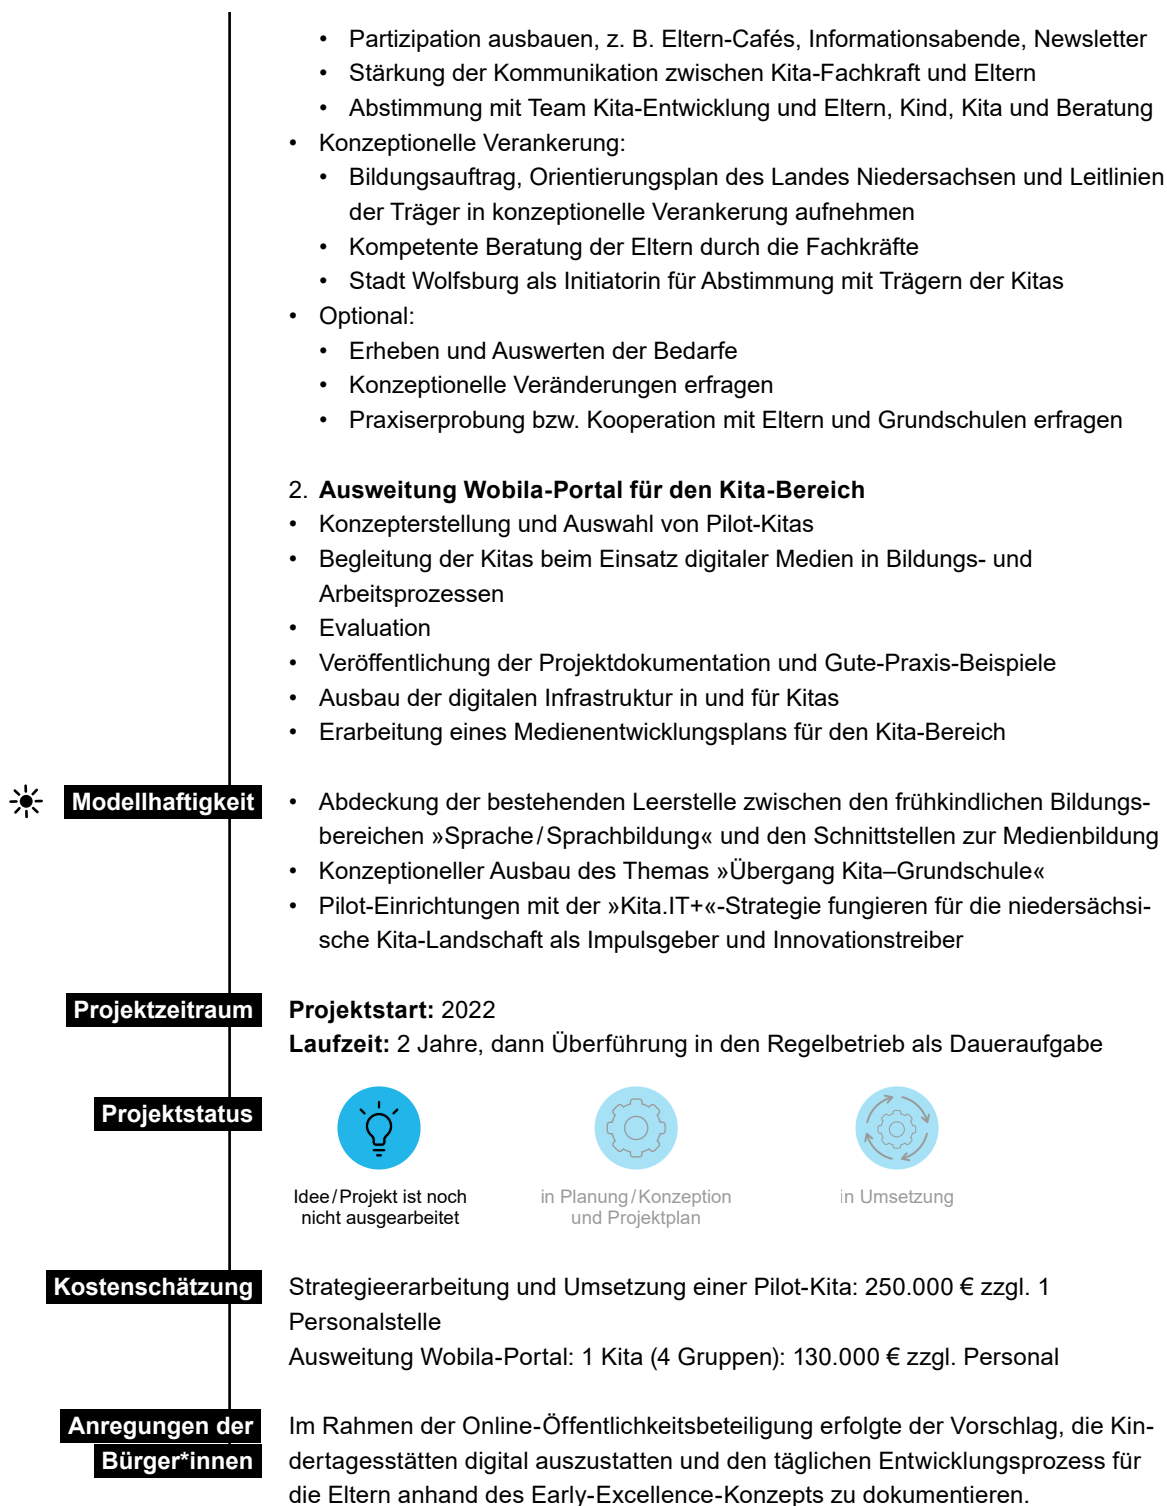 • Partizipation ausbauen, z. B. Eltern-Cafés, Informationsabende, Newsletter
• Stärkung der Kommunikation zwischen Kita-Fachkraft und Eltern
• Abstimmung mit Team Kita-Entwicklung und Eltern, Kind, Kita und Beratung
• Konzeptionelle Verankerung:
• Bildungsauftrag, Orientierungsplan des Landes Niedersachsen und Leitlinien
der Träger in konzeptionelle Verankerung aufnehmen
• Kompetente Beratung der Eltern durch die Fachkräfte
• Stadt Wolfsburg als Initiatorin für Abstimmung mit Trägern der Kitas
• Optional:
• Erheben und Auswerten der Bedarfe
• Konzeptionelle Veränderungen erfragen
• Praxiserprobung bzw. Kooperation mit Eltern und Grundschulen erfragen
2. Ausweitung Wobila-Portal für den Kita-Bereich
• Konzepterstellung und Auswahl von Pilot-Kitas
• Begleitung der Kitas beim Einsatz digitaler Medien in Bildungs- und
Arbeitsprozessen
• Evaluation
• Veröffentlichung der Projektdokumentation und Gute-Praxis-Beispiele
• Ausbau der digitalen Infrastruktur in und für Kitas
• Erarbeitung eines Medienentwicklungsplans für den Kita-Bereich
Modellhaftigkeit
• Abdeckung der bestehenden Leerstelle zwischen den frühkindlichen Bildungs-
bereichen »Sprache/Sprachbildung« und den Schnittstellen zur Medienbildung
• Konzeptioneller Ausbau des Themas »Übergang Kita–Grundschule«
• Pilot-Einrichtungen mit der »Kita.IT+«-Strategie fungieren für die niedersächsi-
sche Kita-Landschaft als Impulsgeber und Innovationstreiber
Projektzeitraum
Projektstart: 2022
Laufzeit: 2 Jahre, dann Überführung in den Regelbetrieb als Daueraufgabe
Projektstatus
Idee/Projekt ist noch
nicht ausgearbeitet
in Planung/Konzeption
und Projektplan
in Umsetzung
Kostenschätzung
Strategieerarbeitung und Umsetzung einer Pilot-Kita: 250.000 € zzgl. 1
Personalstelle
Ausweitung Wobila-Portal: 1 Kita (4 Gruppen): 130.000 € zzgl. Personal
Anregungen der
Bürger*innen
Im Rahmen der Online-Öffentlichkeitsbeteiligung erfolgte der Vorschlag, die Kin-
dertagesstätten digital auszustatten und den täglichen Entwicklungsprozess für
die Eltern anhand des Early-Excellence-Konzepts zu dokumentieren.